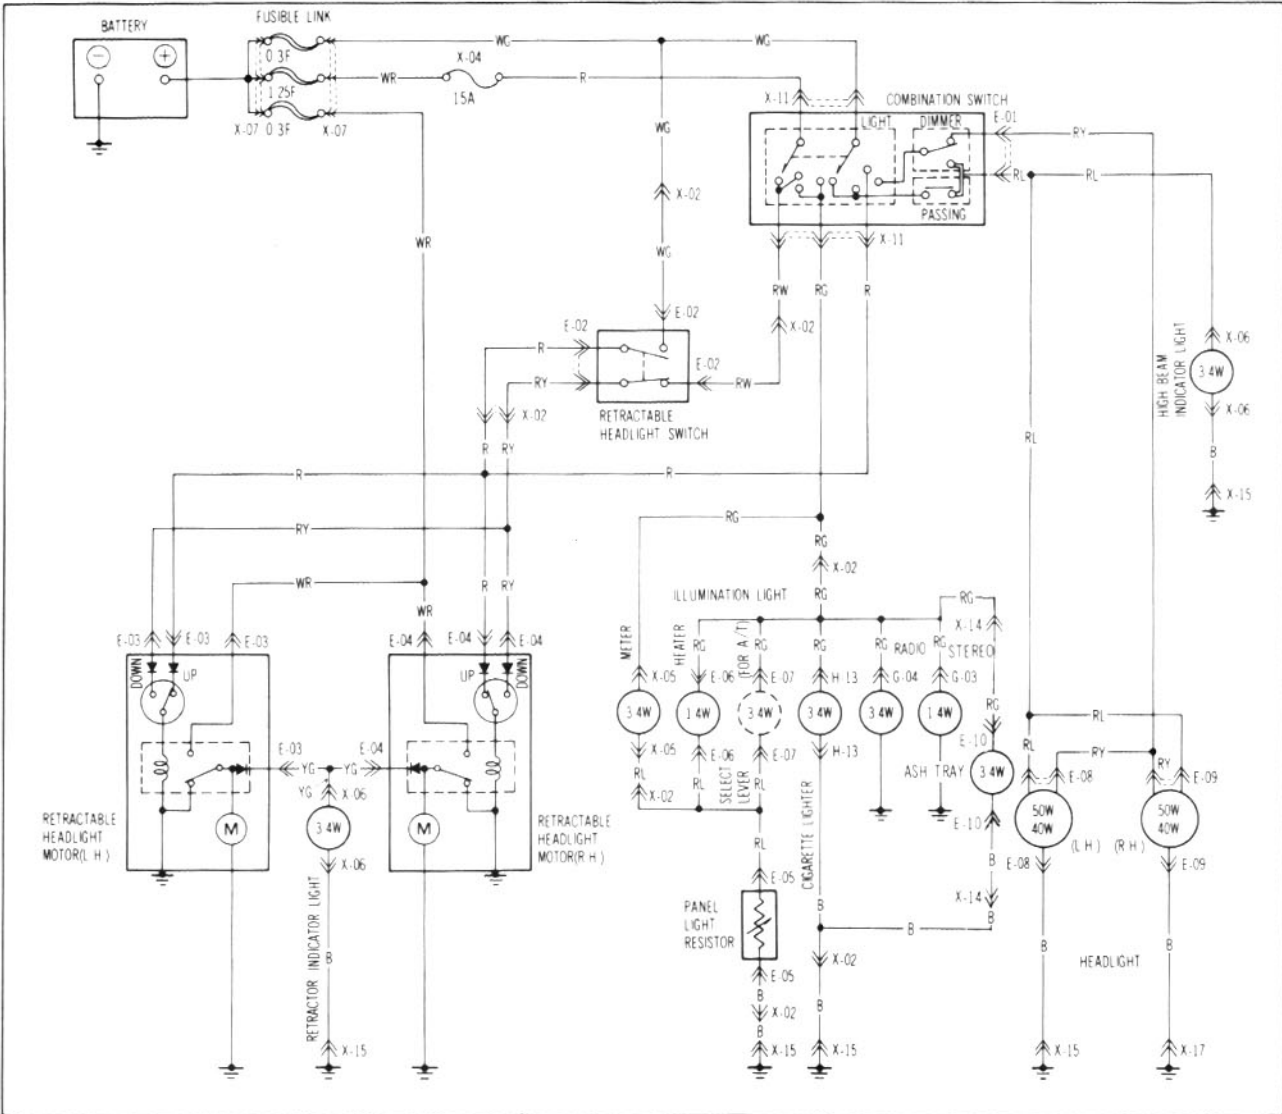 BATTERY
FUSIBLE LINK
0.3F
1.25F
X-07 0.3F X-07
WG
WG
X-04
WR
15A
R
X-11
COMBINATION SWITCH
LIGHT
DIMMER
E-01
RY
RL
RL
PASSING
X-11
WG
X-02
WG
WR
RW
RG
R
X-02
E-02
E-02
R
E-02
RY
RW
RETRACTABLE
HEADLIGHT SWITCH
X-02
R
RY
HIGH BEAM
INDICATOR LIGHT
X-06
3.4W
X-06
B
X-15
RL
R
R
RY
RG
WR
RG
X-02
RG
R
RY
WR
ILLUMINATION LIGHT
RG
X-14
E-03
E-03
E-03
E-04
E-04
E-04
DOWN
UP
UP
DOWN
METER
HEATER
RG
(FOR A/T)
RG
RG
RG
RADIO
RG
STEREO
X-05
E-06
E-07
H-13
G-04
G-03
3.4W
1.4W
3.4W
3.4W
3.4W
1.4W
RG
X-05
E-06
E-07
H-13
E-10
ASH TRAY
3.4W
E-10
RL
X-02
RL
SELECT
LEVER
RL
RL
RL
RY
RY
E-08
E-09
50W
40W
50W
40W
(L.H.)
(R.H.)
E-08
E-09
E-03
E-04
YG
YG
YG
X-06
3.4W
X-06
M
M
RETRACTABLE
HEADLIGHT
MOTOR(L.H.)
RETRACTABLE
HEADLIGHT
MOTOR(R.H.)
RETRACTOR INDICATOR LIGHT
B
X-15
RL
E-05
PANEL
LIGHT
RESISTOR
E-05
B
X-02
B
X-15
CIGARETTE LIGHTER
B
B
B
X-14
B
X-02
B
X-15
B
B
HEADLIGHT
X-15
X-17